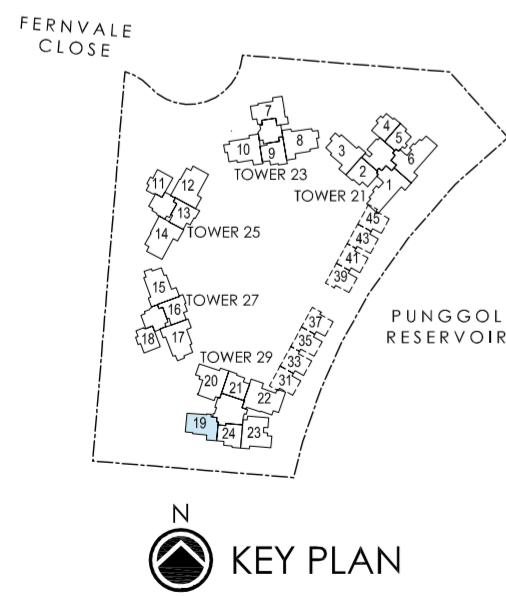 FERNVALE
CLOSE
7
4
5
10
9
8
3
6
TOWER 23
2
1
11
12
TOWER 21
13
45
14
TOWER 25
43
41
39
15
TOWER 27
16
PUNGGOL
RESERVOIR
18
17
37
35
TOWER 29
33
20
21
31
22
19
24
23
N
KEY PLAN